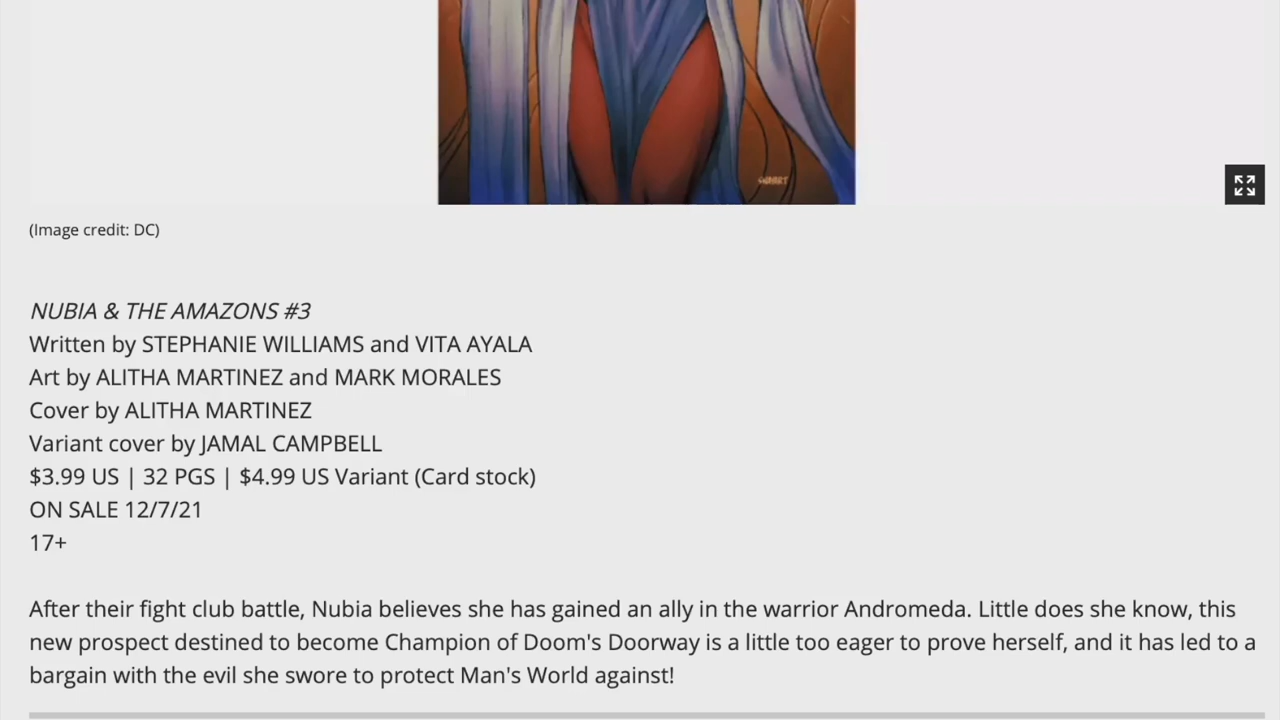 (Image credit: DC)
NUBIA & THE AMAZONS #3
Written by STEPHANIE WILLIAMS and VITA AYALA
Art by ALITHA MARTINEZ and MARK MORALES
Cover by ALITHA MARTINEZ
Variant cover by JAMAL CAMPBELL
$3.99 US | 32 PGS | $4.99 US Variant (Card stock)
ON SALE 12/7/21
17+
After their fight club battle, Nubia believes she has gained an ally in the warrior Andromeda. Little does she know, this
new prospect destined to become Champion of Doom's Doorway is a little too eager to prove herself, and it has led to a
bargain with the evil she swore to protect Man's World against!